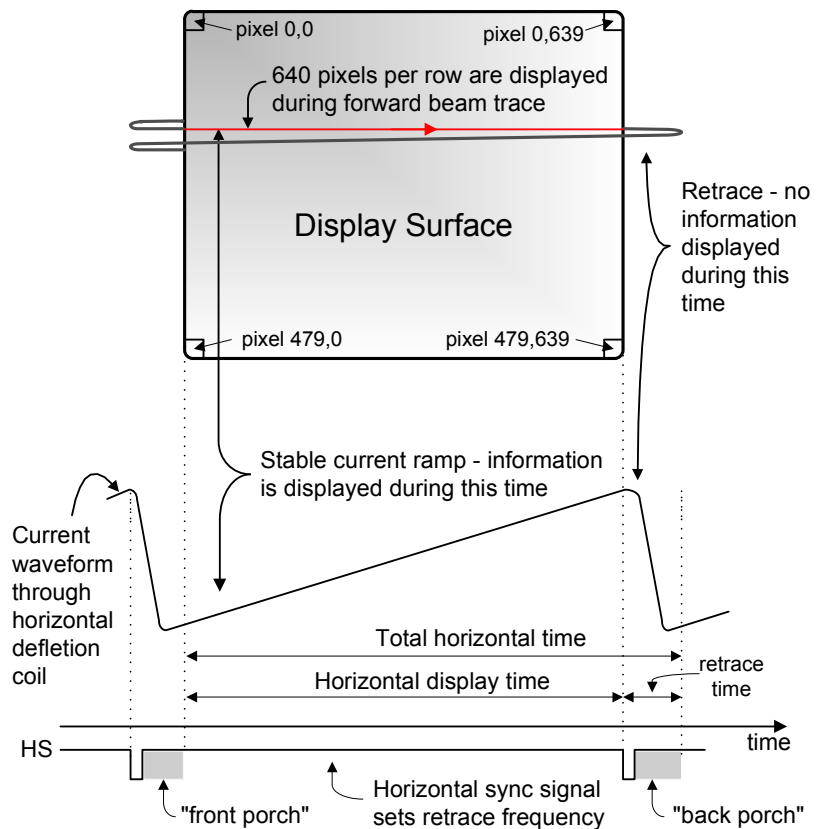 pixel 0,0
pixel 0,639
640 pixels per row are displayed
during forward beam trace
Retrace - no
information
displayed
during this
time
Display Surface
pixel 479,0
pixel 479,639
Stable current ramp - information
is displayed during this time
Current
waveform
through
horizontal
defletion
coil
Total horizontal time
Horizontal display time
retrace
time
time
HS
"front porch"
Horizontal sync signal
sets retrace frequency
"back porch"